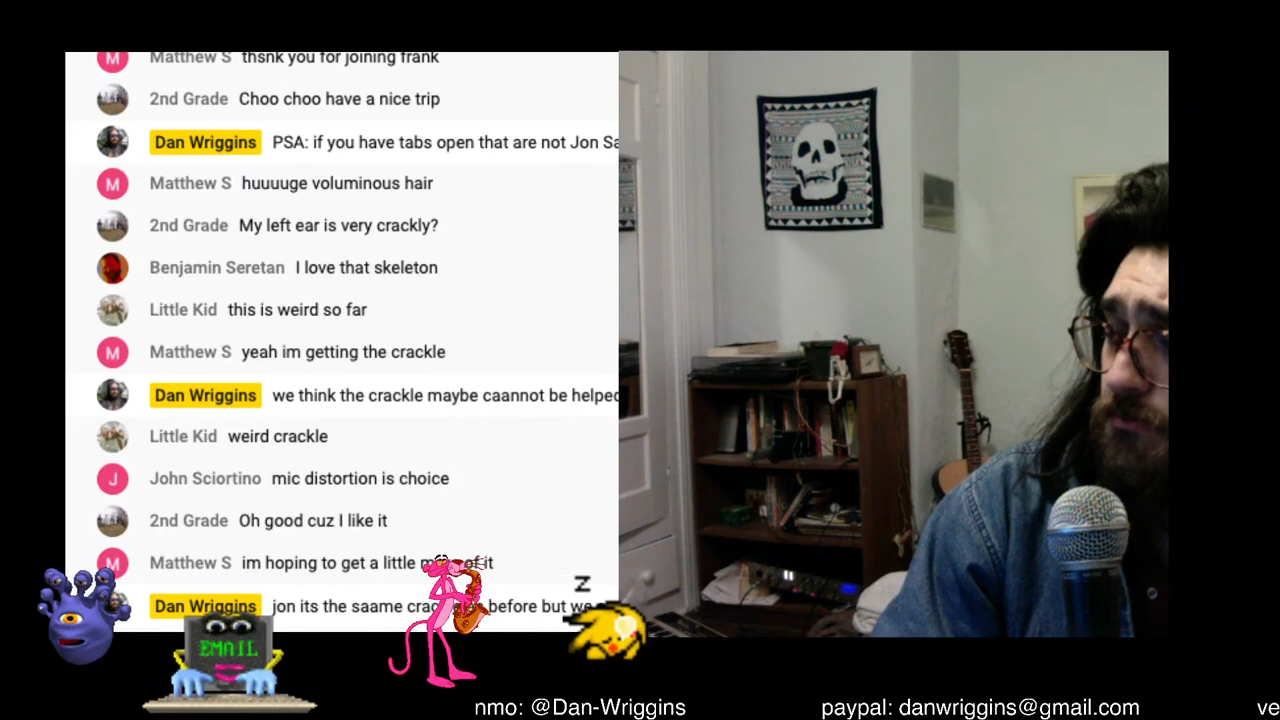 Matthew S thsnk you for joining frank
2nd Grade Choo choo have a nice trip
Dan Wriggins PSA: if you have tabs open that are not Jon Sa
Matthew S huuuuge voluminous hair
2nd Grade My left ear is very crackly?
Benjamin Seretan I love that skeleton
Little Kid this is weird so far
Matthew S yeah im getting the crackle
Dan Wriggins we think the crackle maybe caannot be helped
Little Kid weird crackle
John Sciortino mic distortion is choice
2nd Grade Oh good cuz I like it
Matthew S im hoping to get a little of it
Dan Wriggins jon its the saame before but we
z
EMAIL
nmo: @Dan-Wriggins paypal: danwriggins@gmail.com ve